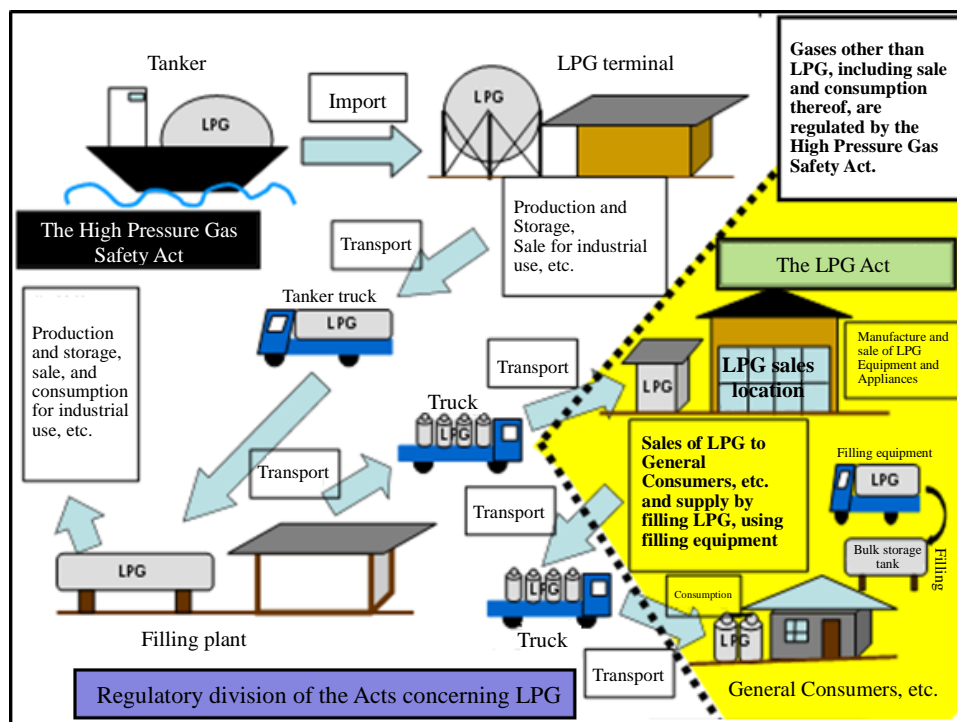 Tanker
LPG
Import
LPG terminal
LPG
Gases other than
LPG, including sale
and consumption
thereof, are
regulated by the
High Pressure Gas
Safety Act.
The High Pressure Gas
Safety Act
Transport
Production and
Storage,
Sale for industrial
use, etc.
The LPG Act
Production
and storage,
sale, and
consumption
for industrial
use, etc.
Tanker truck
LPG
Transport
LPG
LPG sales
location
Manufacture and
sale of LPG
Equipment and
Appliances
Truck
LPG
Transport
Sales of LPG to
General
Consumers, etc.
and supply by
filling LPG, using
filling equipment
Filling equipment
LPG
Transport
Bulk storage
tank
Filling
LPG
Filling plant
LPG
Truck
Consumption
LPG
Transport
General Consumers, etc.
Regulatory division of the Acts concerning LPG